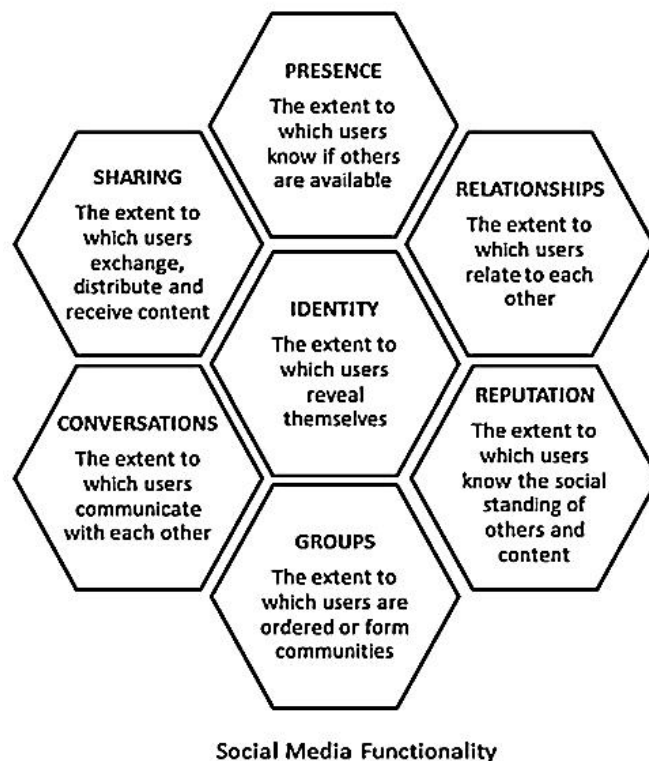 PRESENCE
The extent to
which users
know if others
are available
SHARING
The extent to
which users
exchange,
distribute and
receive content
RELATIONSHIPS
The extent to
which users
relate to each
other
IDENTITY
The extent to
which users
reveal
themselves
CONVERSATIONS
The extent to
which users
communicate
with each other
REPUTATION
The extent to
which users
know the social
standing of
others and
content
GROUPS
The extent to
which users are
ordered or form
communities
Social Media Functionality